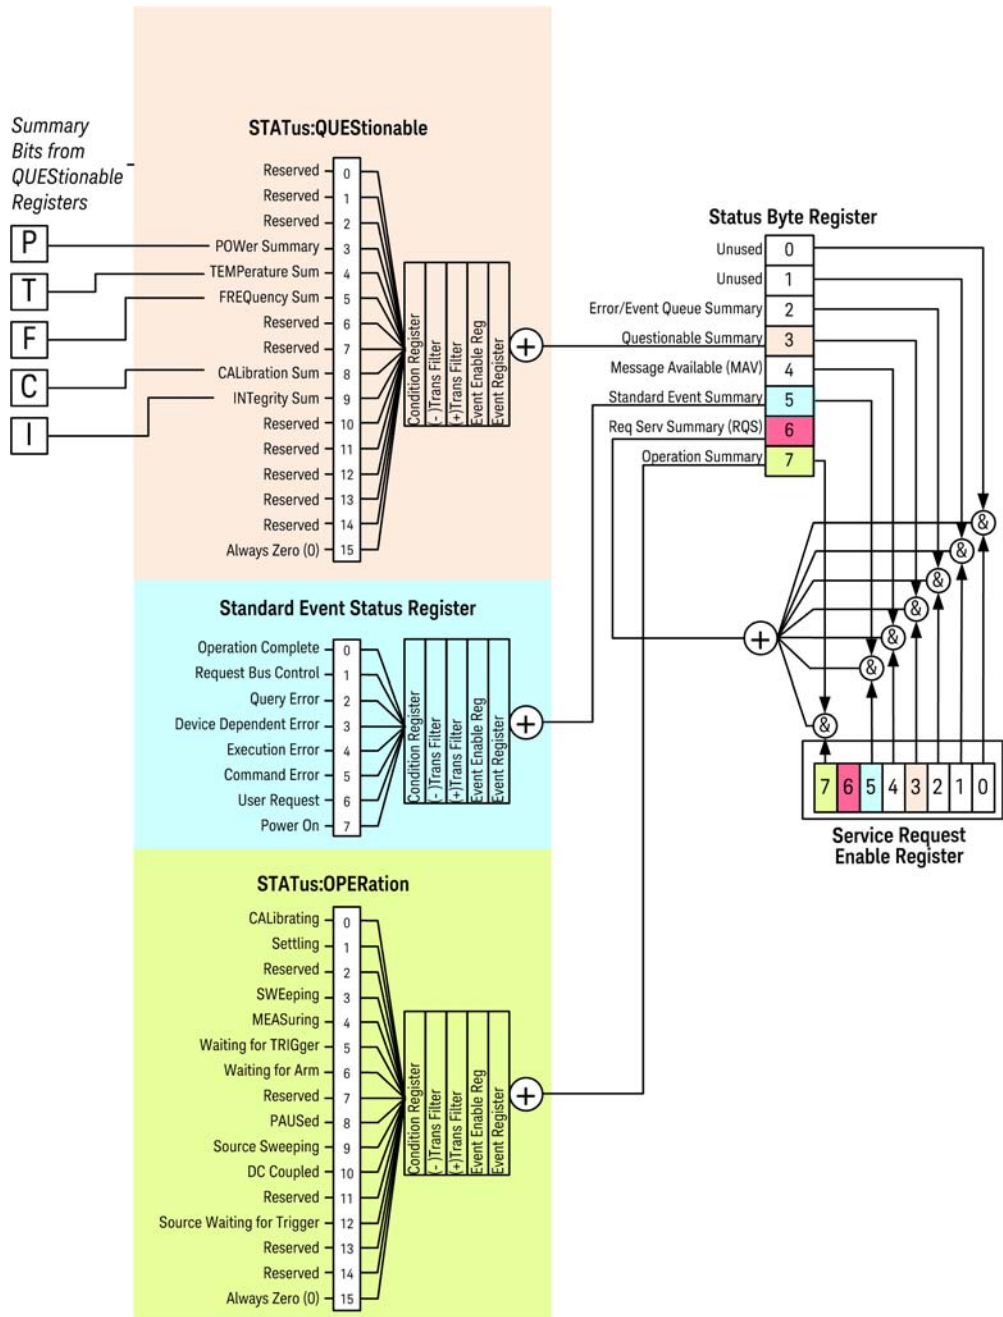 Summary
Bits from
QUEStionable
Registers
P
T
F
C
I
STATus:QUEStionable
Reserved 0
Reserved 1
Reserved 2
POWer Summary 3
TEMPerature Sum 4
FREQuency Sum 5
Reserved 6
Reserved 7
CALibration Sum 8
INTegrity Sum 9
Reserved 10
Reserved 11
Reserved 12
Reserved 13
Reserved 14
Always Zero (0) 15
Condition Register
(-)Trans Filter
(+)Trans Filter
Event Enable Reg
Event Register
+
Standard Event Status Register
Operation Complete 0
Request Bus Control 1
Query Error 2
Device Dependent Error 3
Execution Error 4
Command Error 5
User Request 6
Power On 7
Condition Register
(-)Trans Filter
(+)Trans Filter
Event Enable Reg
Event Register
+
STATus:OPERation
CALibrating 0
Settling 1
Reserved 2
SWEeping 3
MEASuring 4
Waiting for TRIGger 5
Waiting for Arm 6
Reserved 7
PAUSed 8
Source Sweeping 9
DC Coupled 10
Reserved 11
Source Waiting for Trigger 12
Reserved 13
Reserved 14
Always Zero (0) 15
Condition Register
(-)Trans Filter
(+)Trans Filter
Event Enable Reg
Event Register
+
Status Byte Register
Unused 0
Unused 1
Error/Event Queue Summary 2
Questionable Summary 3
Message Available (MAV) 4
Standard Event Summary 5
Req Serv Summary (RQS) 6
Operation Summary 7
&
&
&
&
&
&
&
+
7 6 5 4 3 2 1 0
Service Request
Enable Register